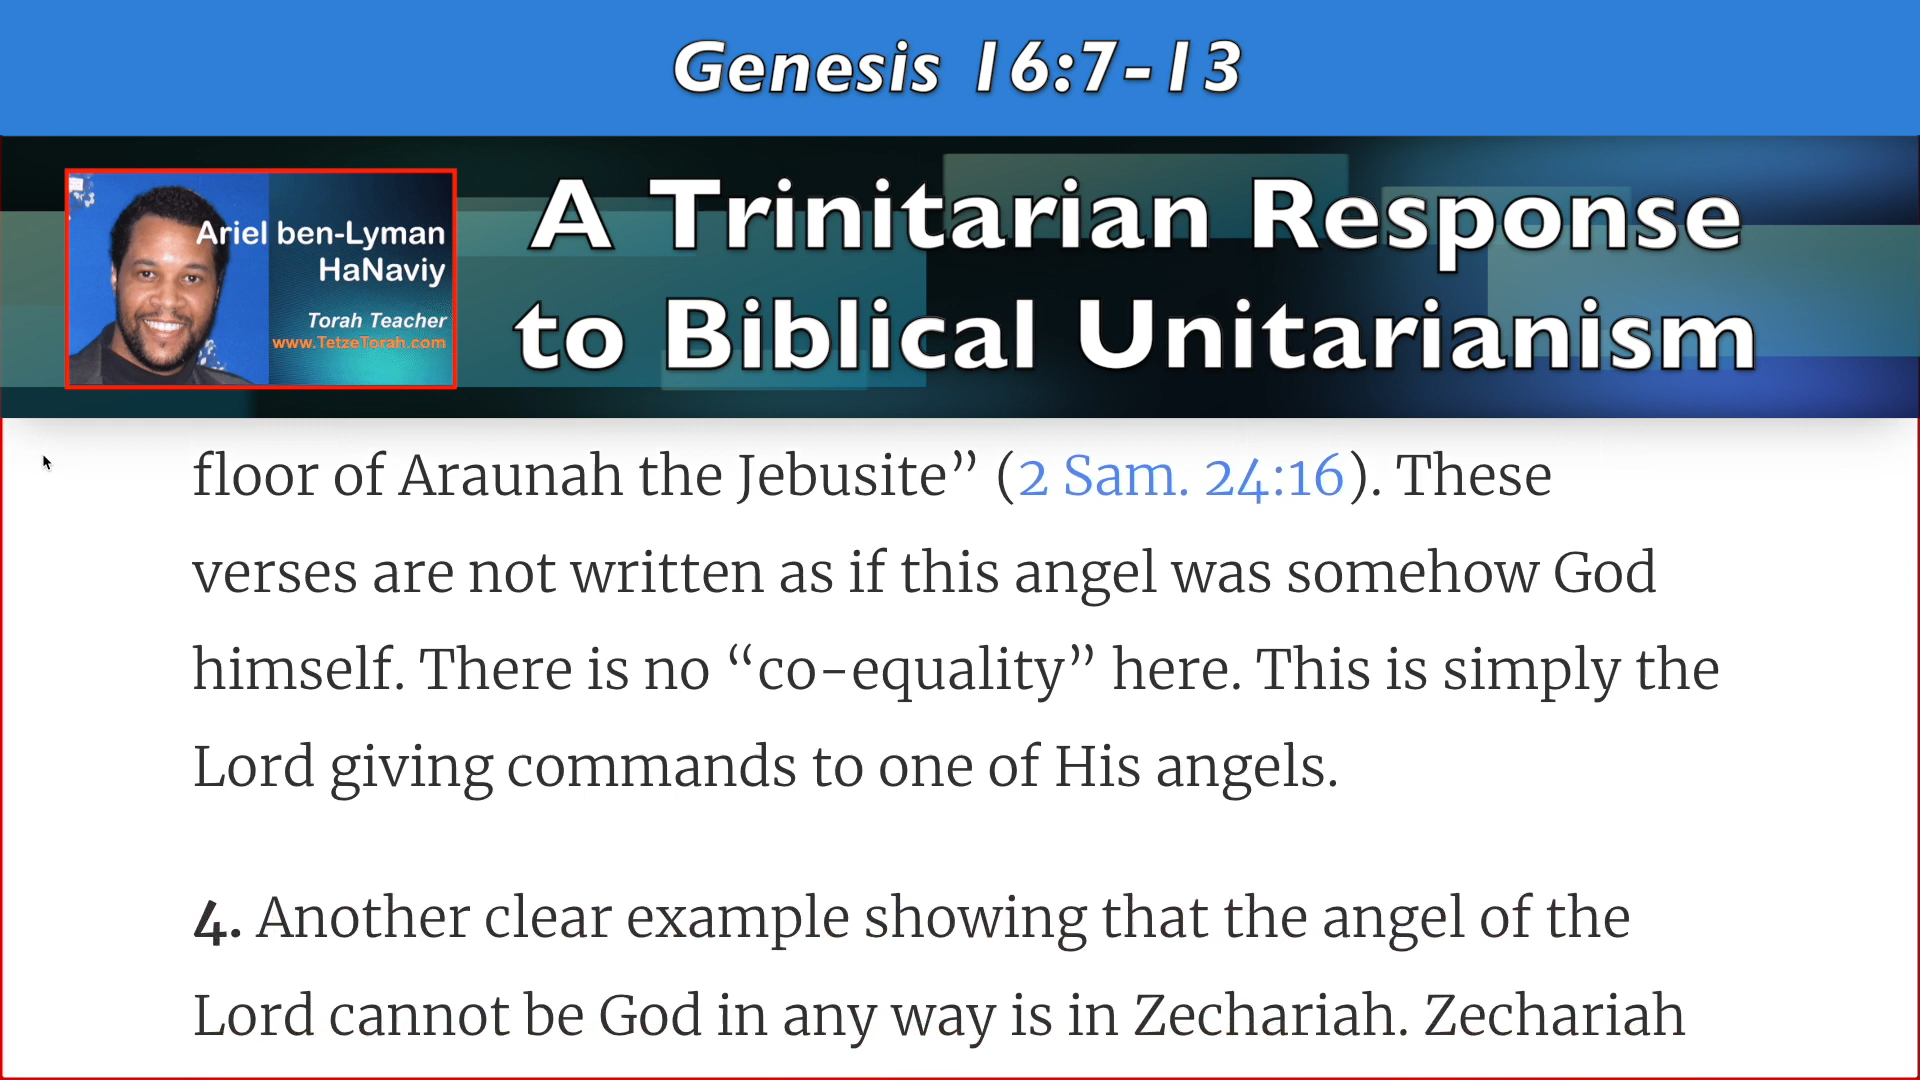 Genesis 16:7-13
Ariel ben-Lyman
HaNaviy
Torah Teacher
www.TetzeTorah.com
A Trinitarian Response
to Biblical Unitarianism
floor of Araunah the Jebusite” (2 Sam. 24:16). These
verses are not written as if this angel was somehow God
himself. There is no “co-equality” here. This is simply the
Lord giving commands to one of His angels.
4. Another clear example showing that the angel of the
Lord cannot be God in any way is in Zechariah. Zechariah